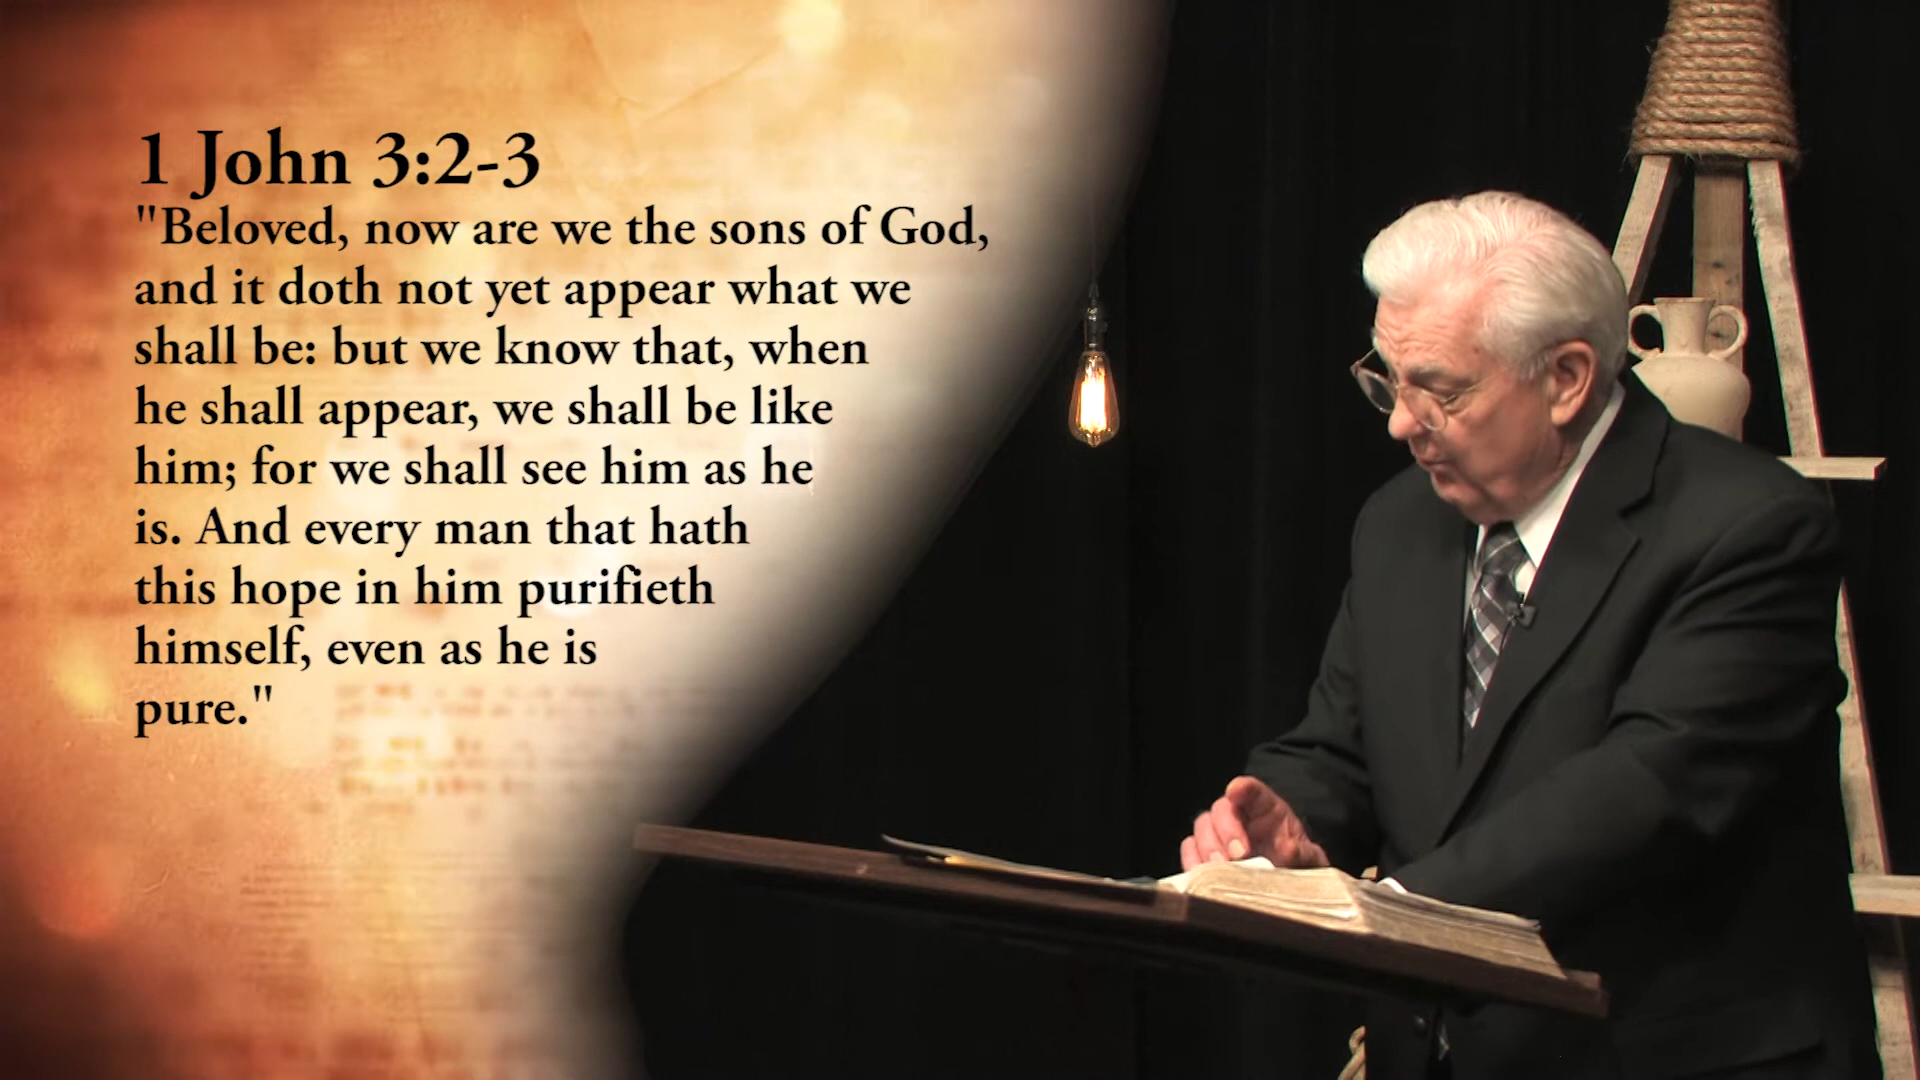 1 John 3:2-3
"Beloved, now are we the sons of God,
and it doth not yet appear what we
shall be: but we know that, when
he shall appear, we shall be like
him; for we shall see him as he
is. And every man that hath
this hope in him purifieth
himself, even as he is
pure."